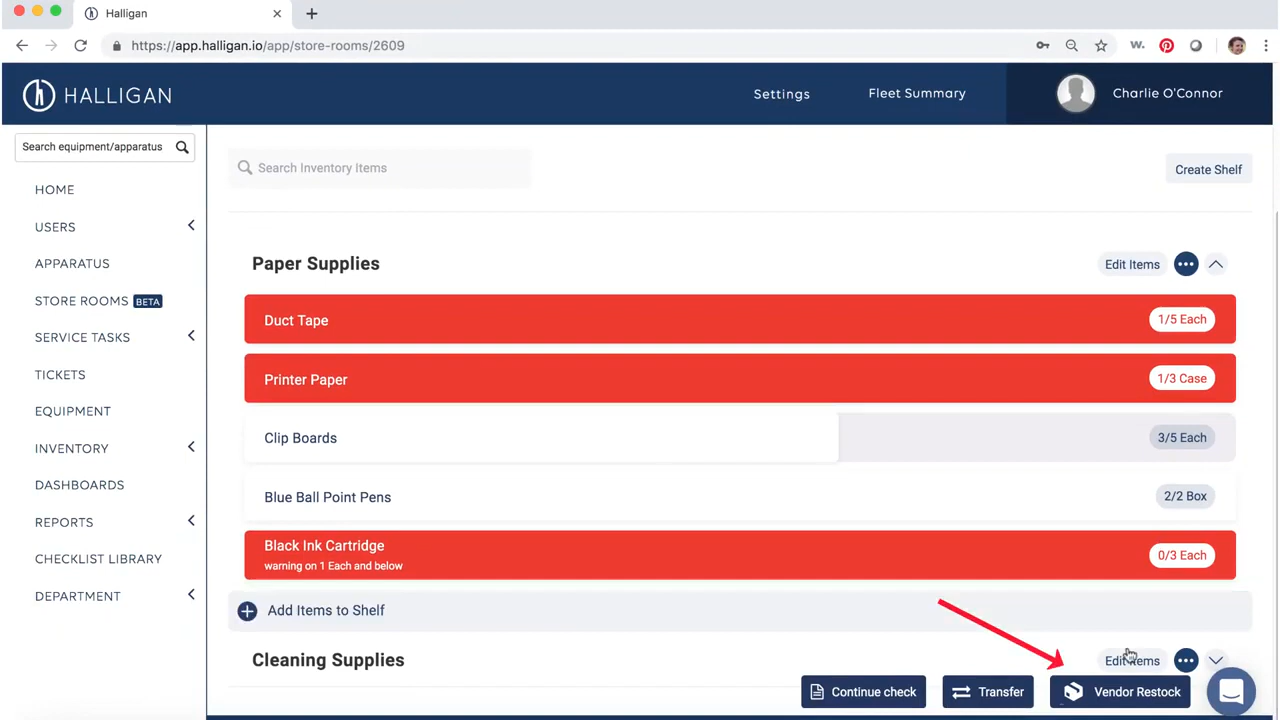 Halligan
https://app.halligan.io/app/store-rooms/2609
W.
HALLIGAN
Settings
Fleet Summary
Charlie O'Connor
Search equipment/apparatus
HOME
USERS
APPARATUS
STORE ROOMS BETA
SERVICE TASKS
TICKETS
EQUIPMENT
INVENTORY
DASHBOARDS
REPORTS
CHECKLIST LIBRARY
DEPARTMENT
Search Inventory Items
Create Shelf
Paper Supplies
Edit Items
Duct Tape
1/5 Each
Printer Paper
1/3 Case
Clip Boards
3/5 Each
Blue Ball Point Pens
2/2 Box
Black Ink Cartridge
warning on 1 Each and below
0/3 Each
Add Items to Shelf
Cleaning Supplies
Edit Items
Continue check
Transfer
Vendor Restock